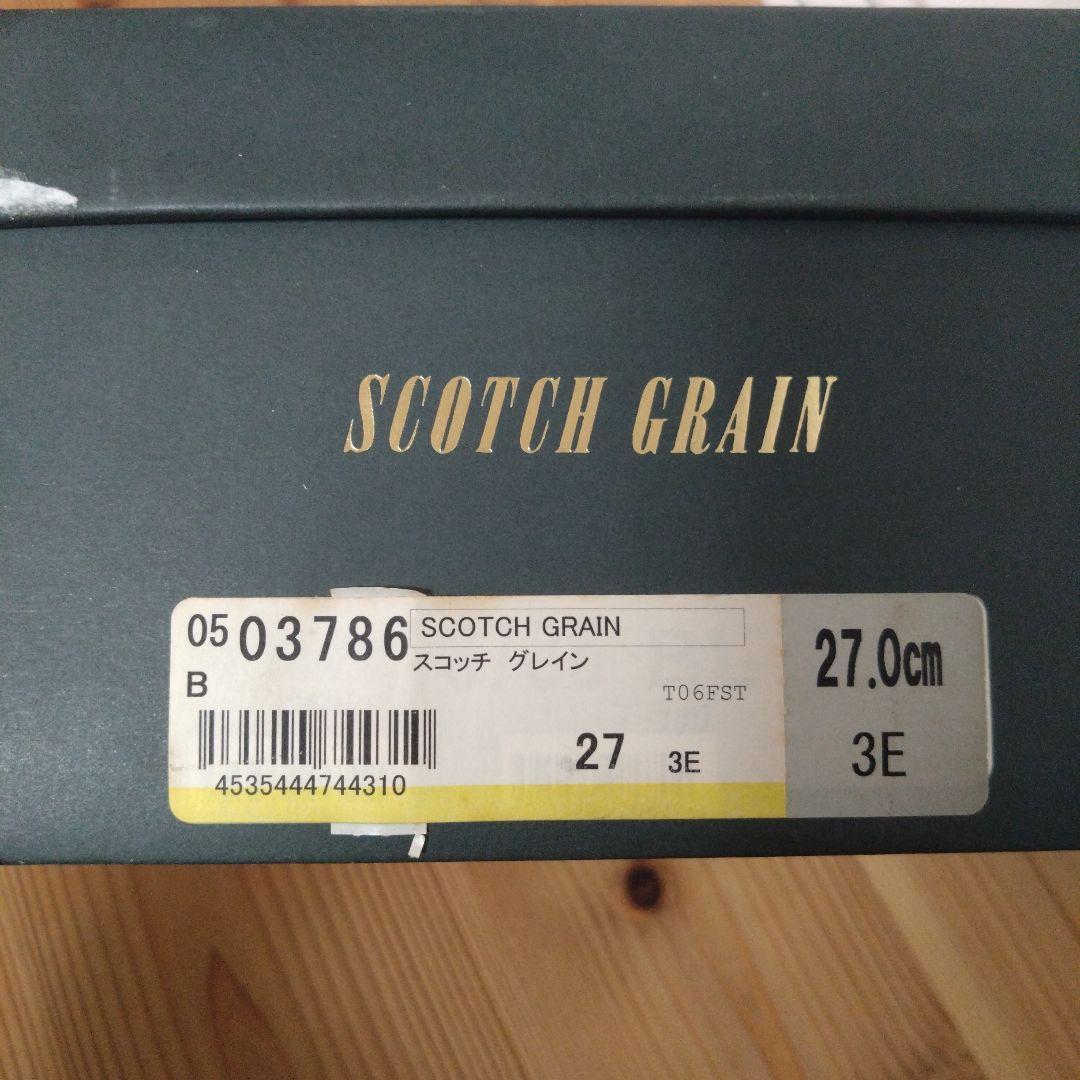 SCOTCH GRAIN
05 03786 SCOTCH GRAIN
スコッチ グレイン
B
T06FST
27 3E
4535444744310
27.0cm
3E